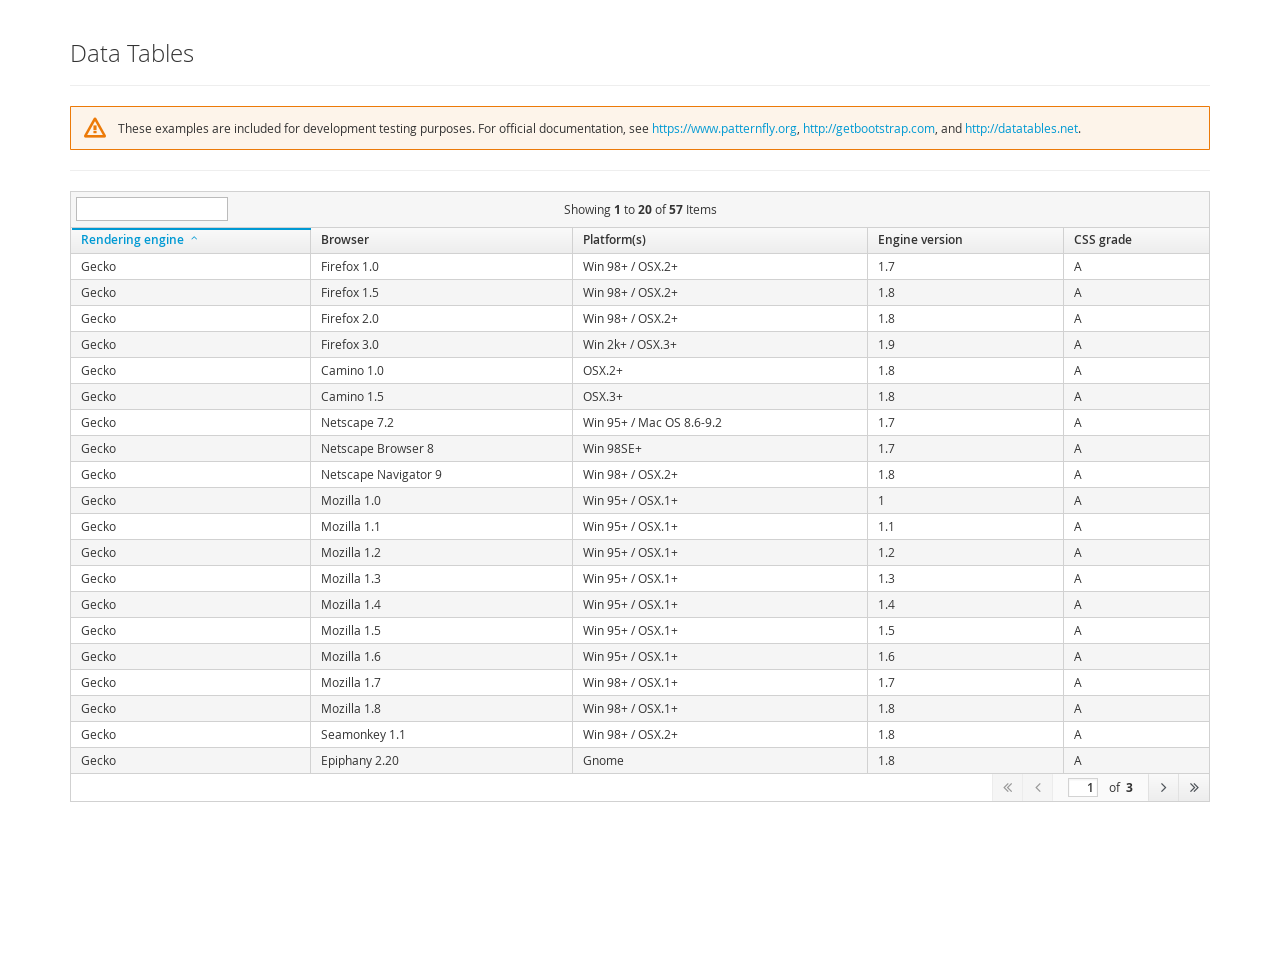 Data Tables
These examples are included for development testing purposes. For official documentation, see https://www.patternfly.org, http://getbootstrap.com, and http://datatables.net.
Showing 1 to 20 of 57 Items
Rendering engine Browser Platform(s) Engine version CSS grade
Gecko Firefox 1.0 Win 98+ / OSX.2+ 1.7 A
Gecko Firefox 1.5 Win 98+ / OSX.2+ 1.8 A
Gecko Firefox 2.0 Win 98+ / OSX.2+ 1.8 A
Gecko Firefox 3.0 Win 2k+ / OSX.3+ 1.9 A
Gecko Camino 1.0 OSX.2+ 1.8 A
Gecko Camino 1.5 OSX.3+ 1.8 A
Gecko Netscape 7.2 Win 95+ / Mac OS 8.6-9.2 1.7 A
Gecko Netscape Browser 8 Win 98SE+ 1.7 A
Gecko Netscape Navigator 9 Win 98+ / OSX.2+ 1.8 A
Gecko Mozilla 1.0 Win 95+ / OSX.1+ 1 A
Gecko Mozilla 1.1 Win 95+ / OSX.1+ 1.1 A
Gecko Mozilla 1.2 Win 95+ / OSX.1+ 1.2 A
Gecko Mozilla 1.3 Win 95+ / OSX.1+ 1.3 A
Gecko Mozilla 1.4 Win 95+ / OSX.1+ 1.4 A
Gecko Mozilla 1.5 Win 95+ / OSX.1+ 1.5 A
Gecko Mozilla 1.6 Win 95+ / OSX.1+ 1.6 A
Gecko Mozilla 1.7 Win 98+ / OSX.1+ 1.7 A
Gecko Mozilla 1.8 Win 98+ / OSX.1+ 1.8 A
Gecko Seamonkey 1.1 Win 98+ / OSX.2+ 1.8 A
Gecko Epiphany 2.20 Gnome 1.8 A
1 of 3